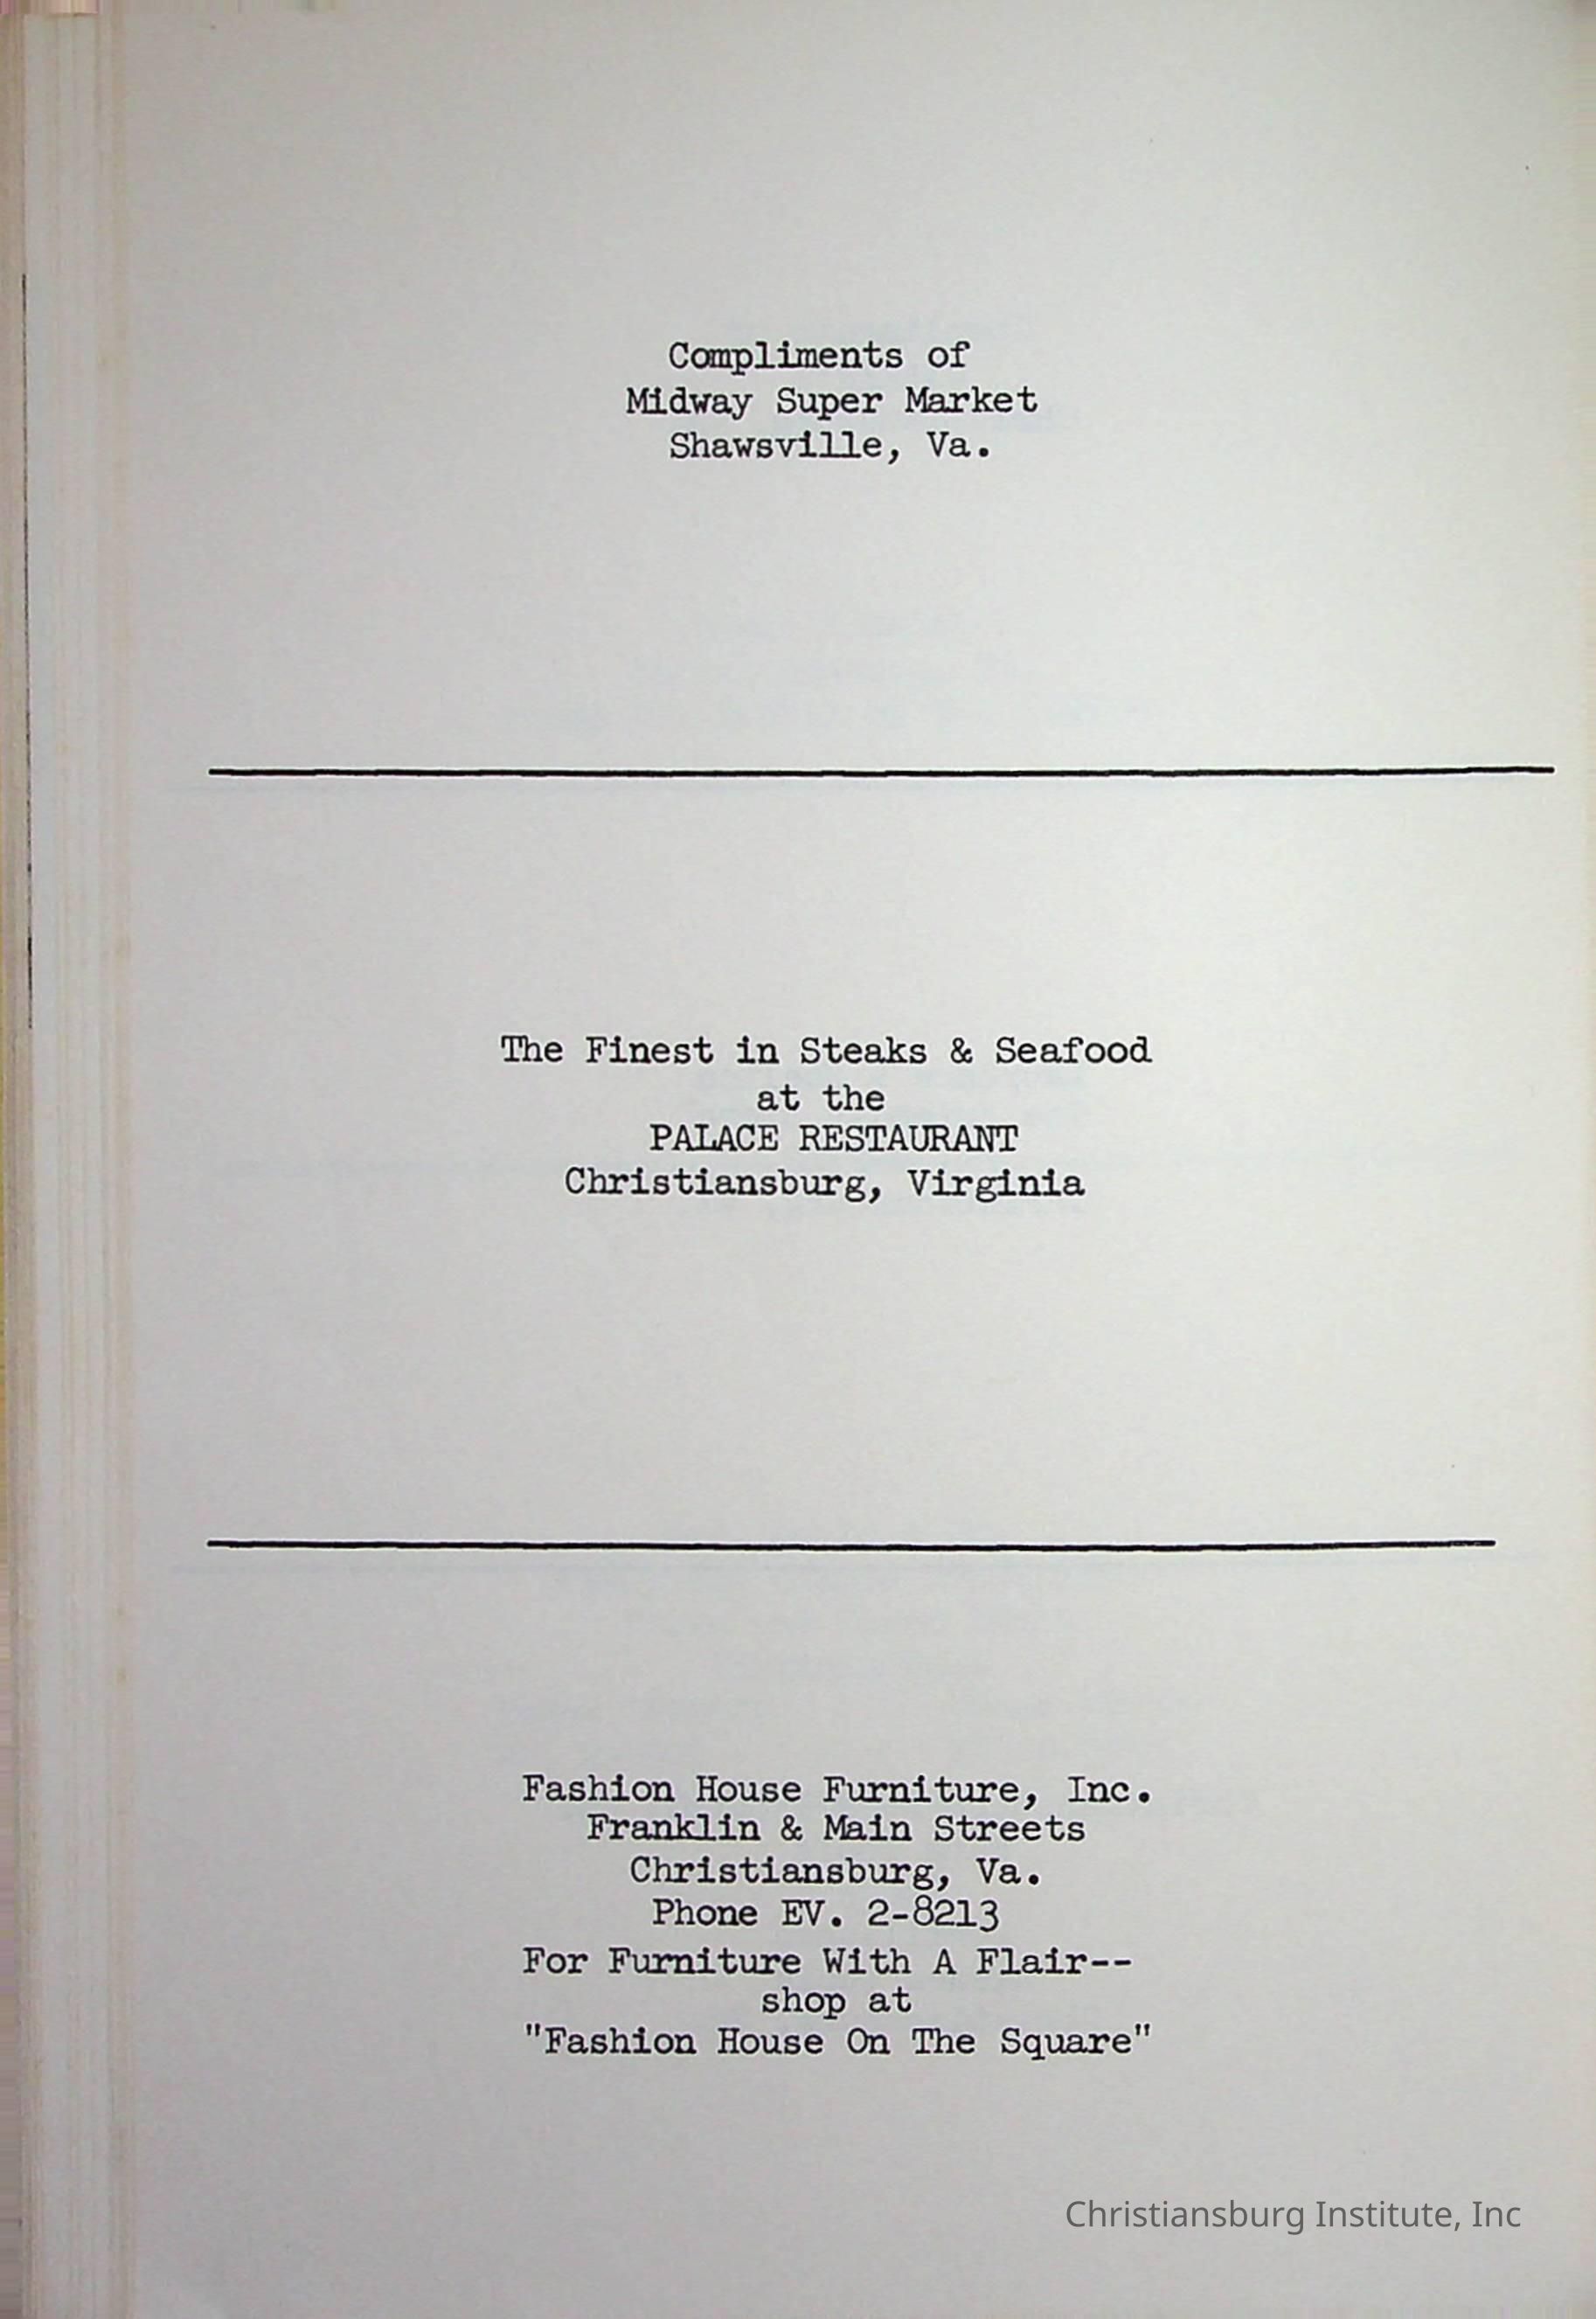 Compliments of
Midway Super Market
Shawsville, Va.
The Finest in Steaks & Seafood
at the
PALACE RESTAURANT
Christiansburg, Virginia
Fashion House Furniture, Inc.
Franklin & Main Streets
Christiansburg, Va.
Phone EV. 2-8213
For Furniture With A Flair--
shop at
"Fashion House On The Square"
Christiansburg Institute, Inc